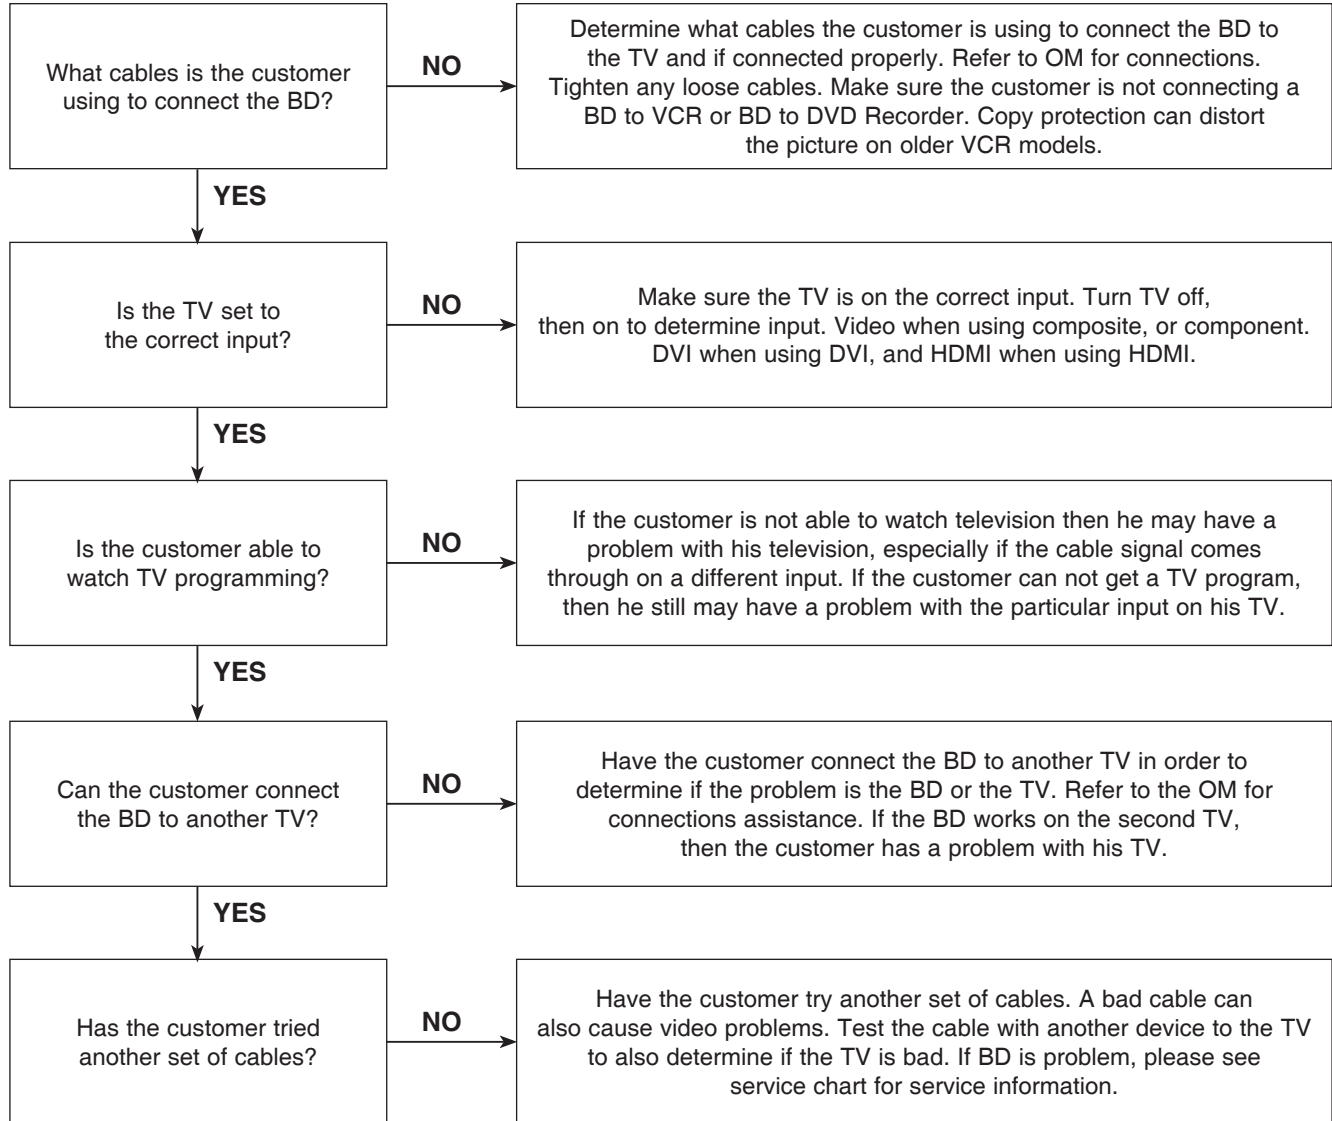 What cables is the customer
using to connect the BD?
NO
Determine what cables the customer is using to connect the BD to
the TV and if connected properly. Refer to OM for connections.
Tighten any loose cables. Make sure the customer is not connecting a
BD to VCR or BD to DVD Recorder. Copy protection can distort
the picture on older VCR models.
YES
Is the TV set to
the correct input?
NO
Make sure the TV is on the correct input. Turn TV off,
then on to determine input. Video when using composite, or component.
DVI when using DVI, and HDMI when using HDMI.
YES
Is the customer able to
watch TV programming?
NO
If the customer is not able to watch television then he may have a
problem with his television, especially if the cable signal comes
through on a different input. If the customer can not get a TV program,
then he still may have a problem with the particular input on his TV.
YES
Can the customer connect
the BD to another TV?
NO
Have the customer connect the BD to another TV in order to
determine if the problem is the BD or the TV. Refer to the OM for
connections assistance. If the BD works on the second TV,
then the customer has a problem with his TV.
YES
Has the customer tried
another set of cables?
NO
Have the customer try another set of cables. A bad cable can
also cause video problems. Test the cable with another device to the TV
to also determine if the TV is bad. If BD is problem, please see
service chart for service information.